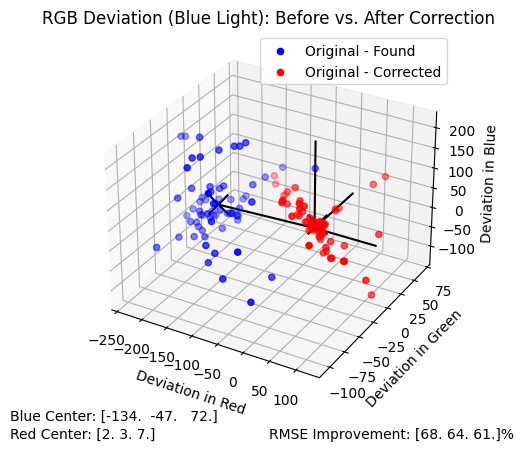 RGB Deviation (Blue Light): Before vs. After Correction
Original - Found
Original - Corrected
200
150
100
50
0
−50
−100
Deviation in Blue
75
50
25
0
−25
−50
−75
−100
Deviation in Green
−250
−200
−150
−100
−50
0
50
100
Deviation in Red
Blue Center: [-134.  -47.   72.]
Red Center: [2. 3. 7.]
RMSE Improvement: [68. 64. 61.]%